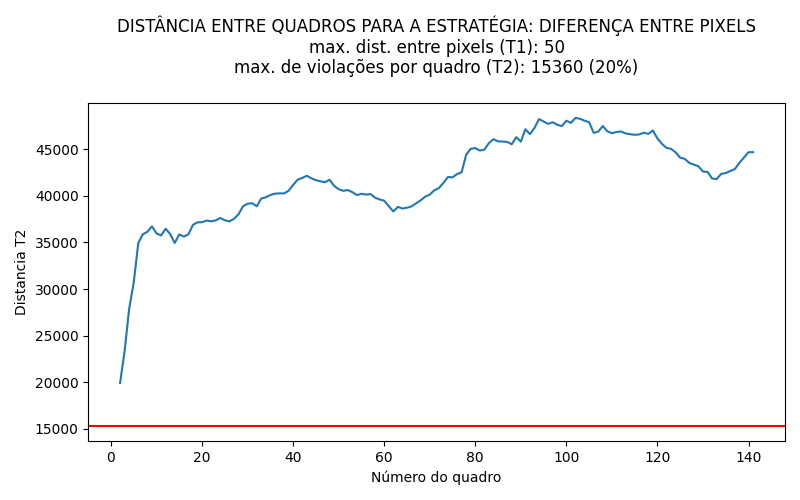 DISTÂNCIA ENTRE QUADROS PARA A ESTRATÉGIA: DIFERENÇA ENTRE PIXELS
max. dist. entre pixels (T1): 50
max. de violações por quadro (T2): 15360 (20%)
45000
40000
35000
30000
25000
20000
15000
Distancia T2
0 20 40 60 80 100 120 140
Número do quadro